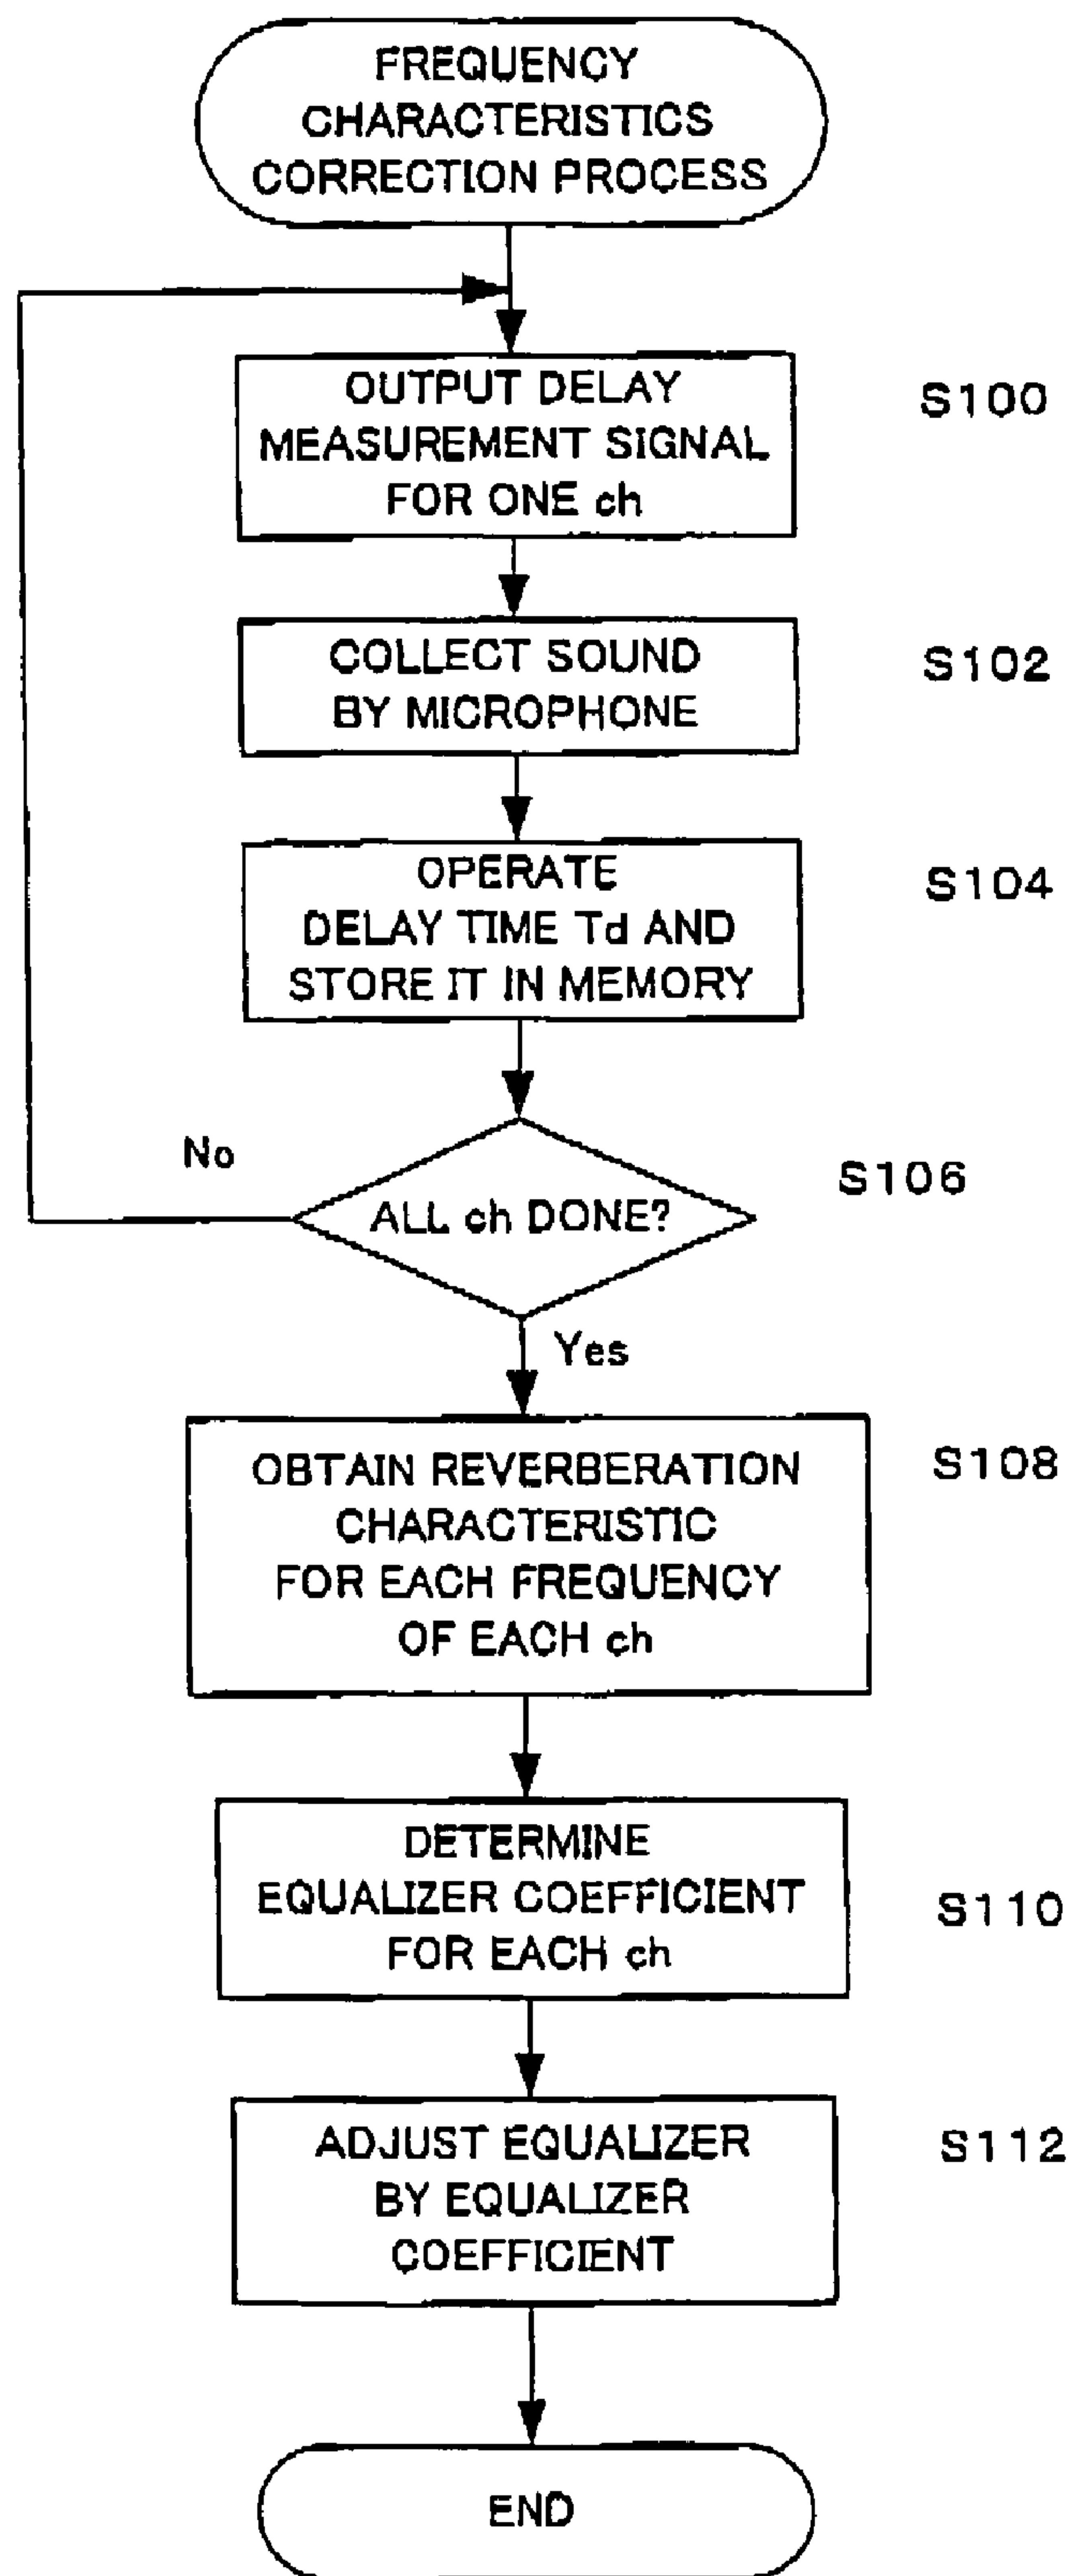 FREQUENCY
CHARACTERISTICS
CORRECTION PROCESS
OUTPUT DELAY
MEASUREMENT SIGNAL
FOR ONE ch
S100
COLLECT SOUND
BY MICROPHONE
S102
OPERATE
DELAY TIME Td AND
STORE IT IN MEMORY
S104
No
ALL ch DONE?
S106
Yes
OBTAIN REVERBERATION
CHARACTERISTIC
FOR EACH FREQUENCY
OF EACH ch
S108
DETERMINE
EQUALIZER COEFFICIENT
FOR EACH ch
S110
ADJUST EQUALIZER
BY EQUALIZER
COEFFICIENT
S112
END